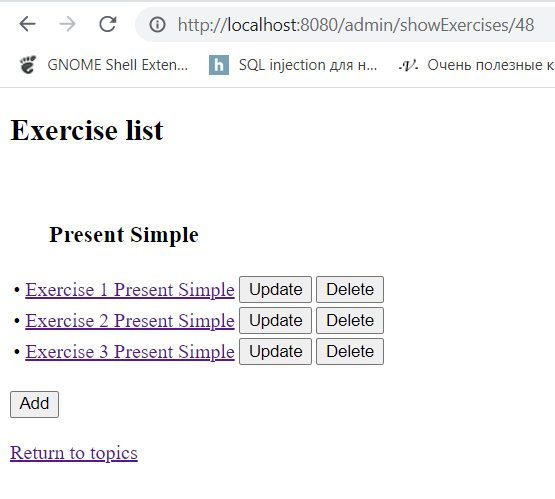 http://localhost:8080/admin/showExercises/48
GNOME Shell Exten... h SQL injection для н... .v. Очень полезные к
Exercise list
Present Simple
• Exercise 1 Present Simple Update Delete
• Exercise 2 Present Simple Update Delete
• Exercise 3 Present Simple Update Delete
Add
Return to topics